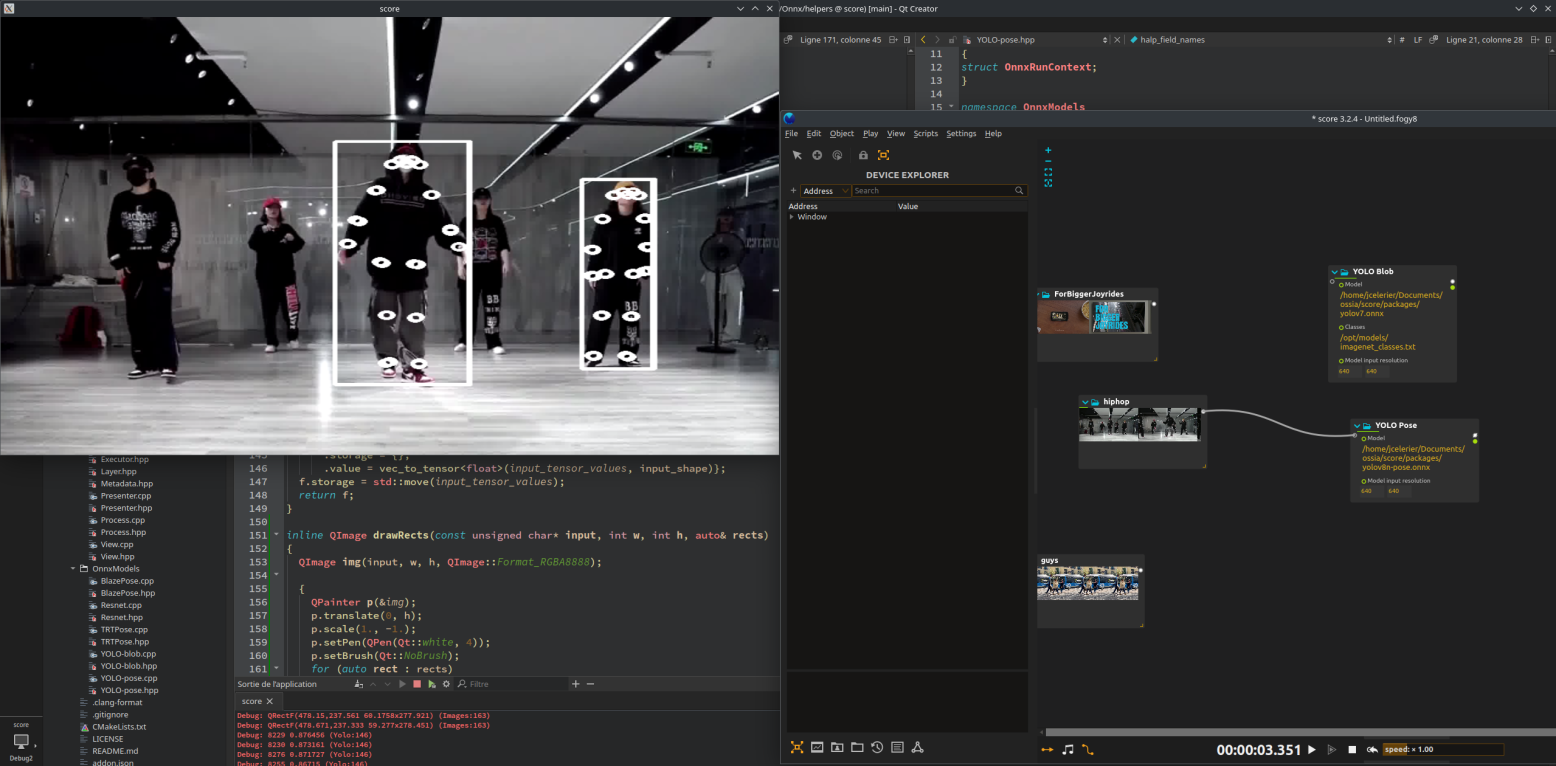 score
/Onnx/helpers @ score) [main] - Qt Creator
Ligne 171, colonne 45
YOLO-pose.hpp
halp_field_names
# LF
Ligne 21, colonne 28
11 {
12 struct OnnxRunContext;
13 }
14
15 namespace OnnxModels
* score 3.2.4 - Untitled.fogy8
File Edit Object Play View Scripts Settings Help
DEVICE EXPLORER
Address
Search
Address Value
Window
ForBiggerJoyrides
FOR
BIGGER
JOYRIDES
YOLO Blob
Model
/home/jcelerier/Documents/
ossia/score/packages/
yolov7.onnx
Classes
/opt/models/
imagenet_classes.txt
Model input resolution
640 640
hiphop
YOLO Pose
Model
/home/jcelerier/Documents/
ossia/score/packages/
yolov8n-pose.onnx
Model input resolution
640 640
guys
00:00:03.351
speed: × 1.00
BB
BB
Executor.hpp
Layer.hpp
Metadata.hpp
Presenter.cpp
Presenter.hpp
Process.cpp
Process.hpp
View.cpp
View.hpp
OnnxModels
BlazePose.cpp
BlazePose.hpp
Resnet.cpp
Resnet.hpp
TRTPose.cpp
TRTPose.hpp
YOLO-blob.cpp
YOLO-blob.hpp
YOLO-pose.cpp
YOLO-pose.hpp
.clang-format
.gitignore
CMakeLists.txt
LICENSE
README.md
addon.json
score
Debug2
145 .storage = {},
146 .value = vec_to_tensor<float>(input_tensor_values, input_shape)};
147 f.storage = std::move(input_tensor_values);
148 return f;
149 }
150
151 inline QImage drawRects(const unsigned char* input, int w, int h, auto& rects)
152 {
153 QImage img(input, w, h, QImage::Format_RGBA8888);
154
155 {
156 QPainter p(&img);
157 p.translate(0, h);
158 p.scale(1., -1.);
159 p.setPen(QPen(Qt::white, 4));
160 p.setBrush(Qt::NoBrush);
161 for (auto rect : rects)
Sortie de l'application
Filtre
score
Debug: QRectF(478.15,237.561 60.1758x277.921) (Images:163)
Debug: QRectF(478.671,237.333 59.277x278.451) (Images:163)
Debug: 8229 0.876456 (Yolo:146)
Debug: 8230 0.873161 (Yolo:146)
Debug: 8276 0.871727 (Yolo:146)
Debug: 8255 0.86715 (Yolo:146)